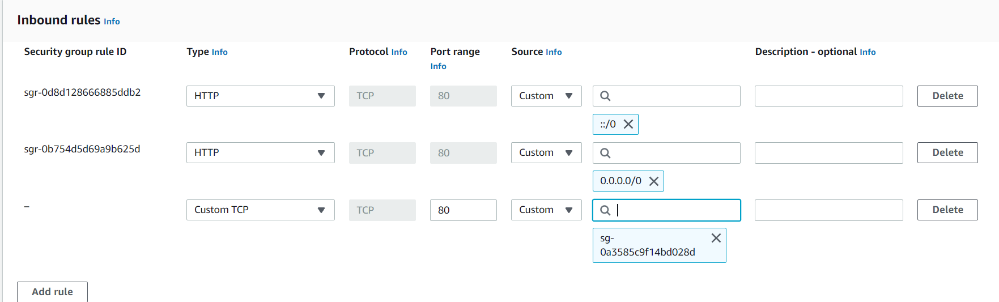 Inbound rules Info
Security group rule ID Type Info Protocol Info Port range Source Info Description - optional Info
Info
sgr-0d8d128666885ddb2 HTTP TCP 80 Custom Delete
::/0
sgr-0b754d5d69a9b625d HTTP TCP 80 Custom Delete
0.0.0.0/0
– Custom TCP TCP 80 Custom Delete
sg-
0a3585c9f14bd028d
Add rule